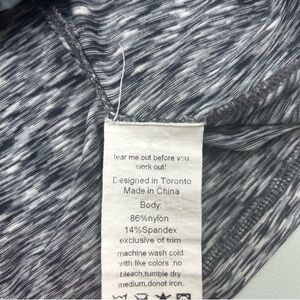 tear me out before you
work out!
Designed in Toronto
Made in China
Body:
86%nylon
14%Spandex
exclusive of trim
machine wash cold
with like colors ,no
bleach,tumble dry
medium,donot iron.